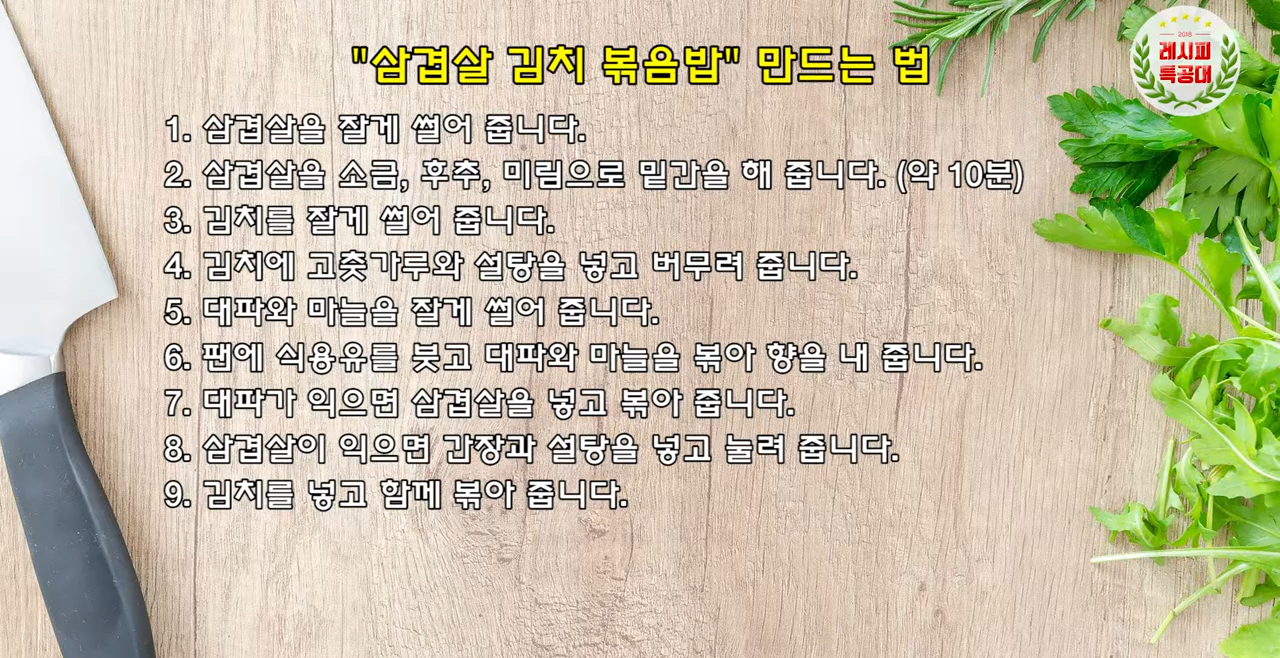 "삼겹살 김치 볶음밥" 만드는 법
2018
레시피
특공대
1. 삼겹살을 잘게 썰어 줍니다.
2. 삼겹살을 소금, 후추, 미림으로 밑간을 해 줍니다. (약 10분)
3. 김치를 잘게 썰어 줍니다.
4. 김치에 고춧가루와 설탕을 넣고 버무려 줍니다.
5. 대파와 마늘을 잘게 썰어 줍니다.
6. 팬에 식용유를 붓고 대파와 마늘을 볶아 향을 내 줍니다.
7. 대파가 익으면 삼겹살을 넣고 볶아 줍니다.
8. 삼겹살이 익으면 간장과 설탕을 넣고 눌려 줍니다.
9. 김치를 넣고 함께 볶아 줍니다.